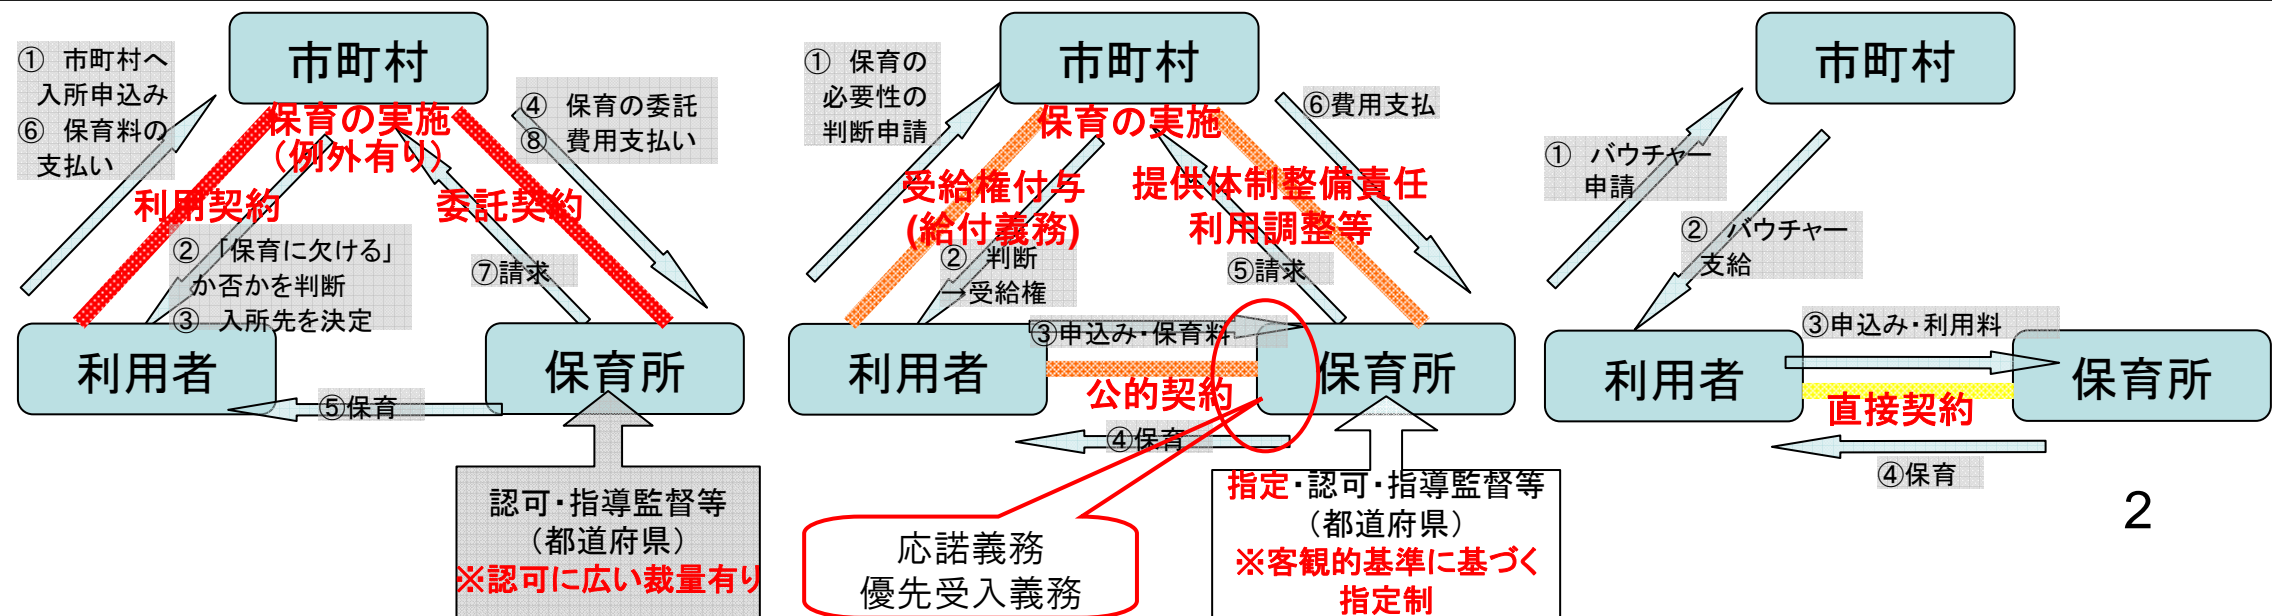 市町村
① 市町村へ
入所申込み
⑥ 保育料の
支払い
④ 保育の委託
⑧ 費用支払い
保育の実施
（例外有り）
利用契約
委託契約
② 「保育に欠ける」
か否かを判断
③ 入所先を決定
⑦請求
利用者
保育所
⑤保育
認可・指導監督等
（都道府県）
※認可に広い裁量有り
市町村
① 保育の
必要性の
判断申請
⑥費用支払
保育の実施
受給権付与
(給付義務)
提供体制整備責任
利用調整等
② 判断
→受給権
⑤請求
③申込み・保育料
利用者
保育所
公的契約
④保育
応諾義務
優先受入義務
指定・認可・指導監督等
（都道府県）
※客観的基準に基づく
指定制
市町村
① バウチャー
申請
② バウチャー
支給
③申込み・利用料
利用者
保育所
直接契約
④保育
2